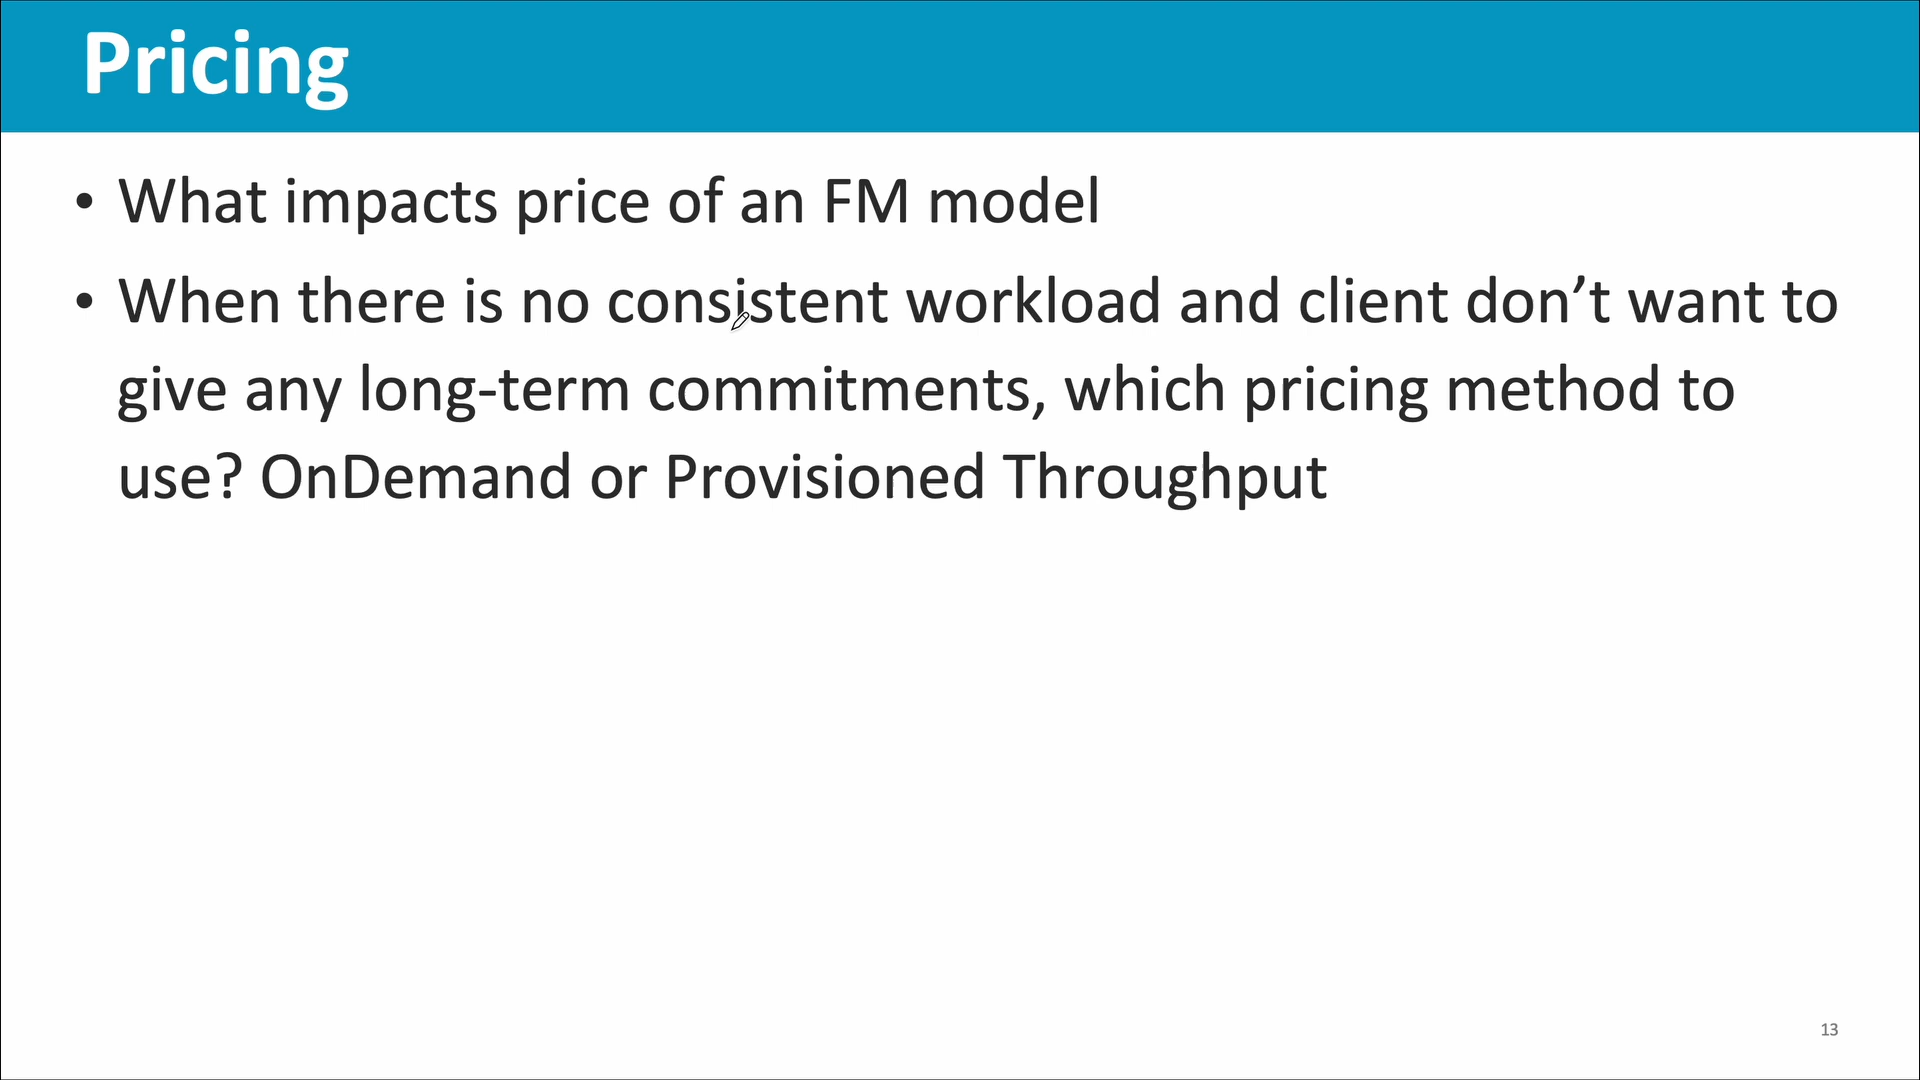 Pricing
• What impacts price of an FM model
• When there is no consistent workload and client don’t want to
give any long-term commitments, which pricing method to
use? OnDemand or Provisioned Throughput
13